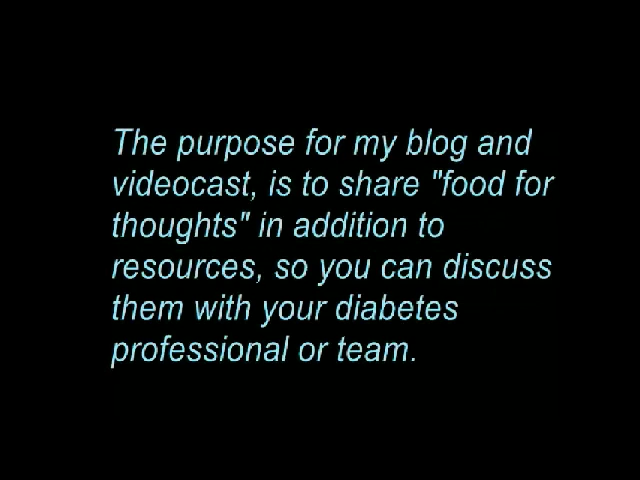 The purpose for my blog and
videocast, is to share "food for
thoughts" in addition to
resources, so you can discuss
them with your diabetes
professional or team.